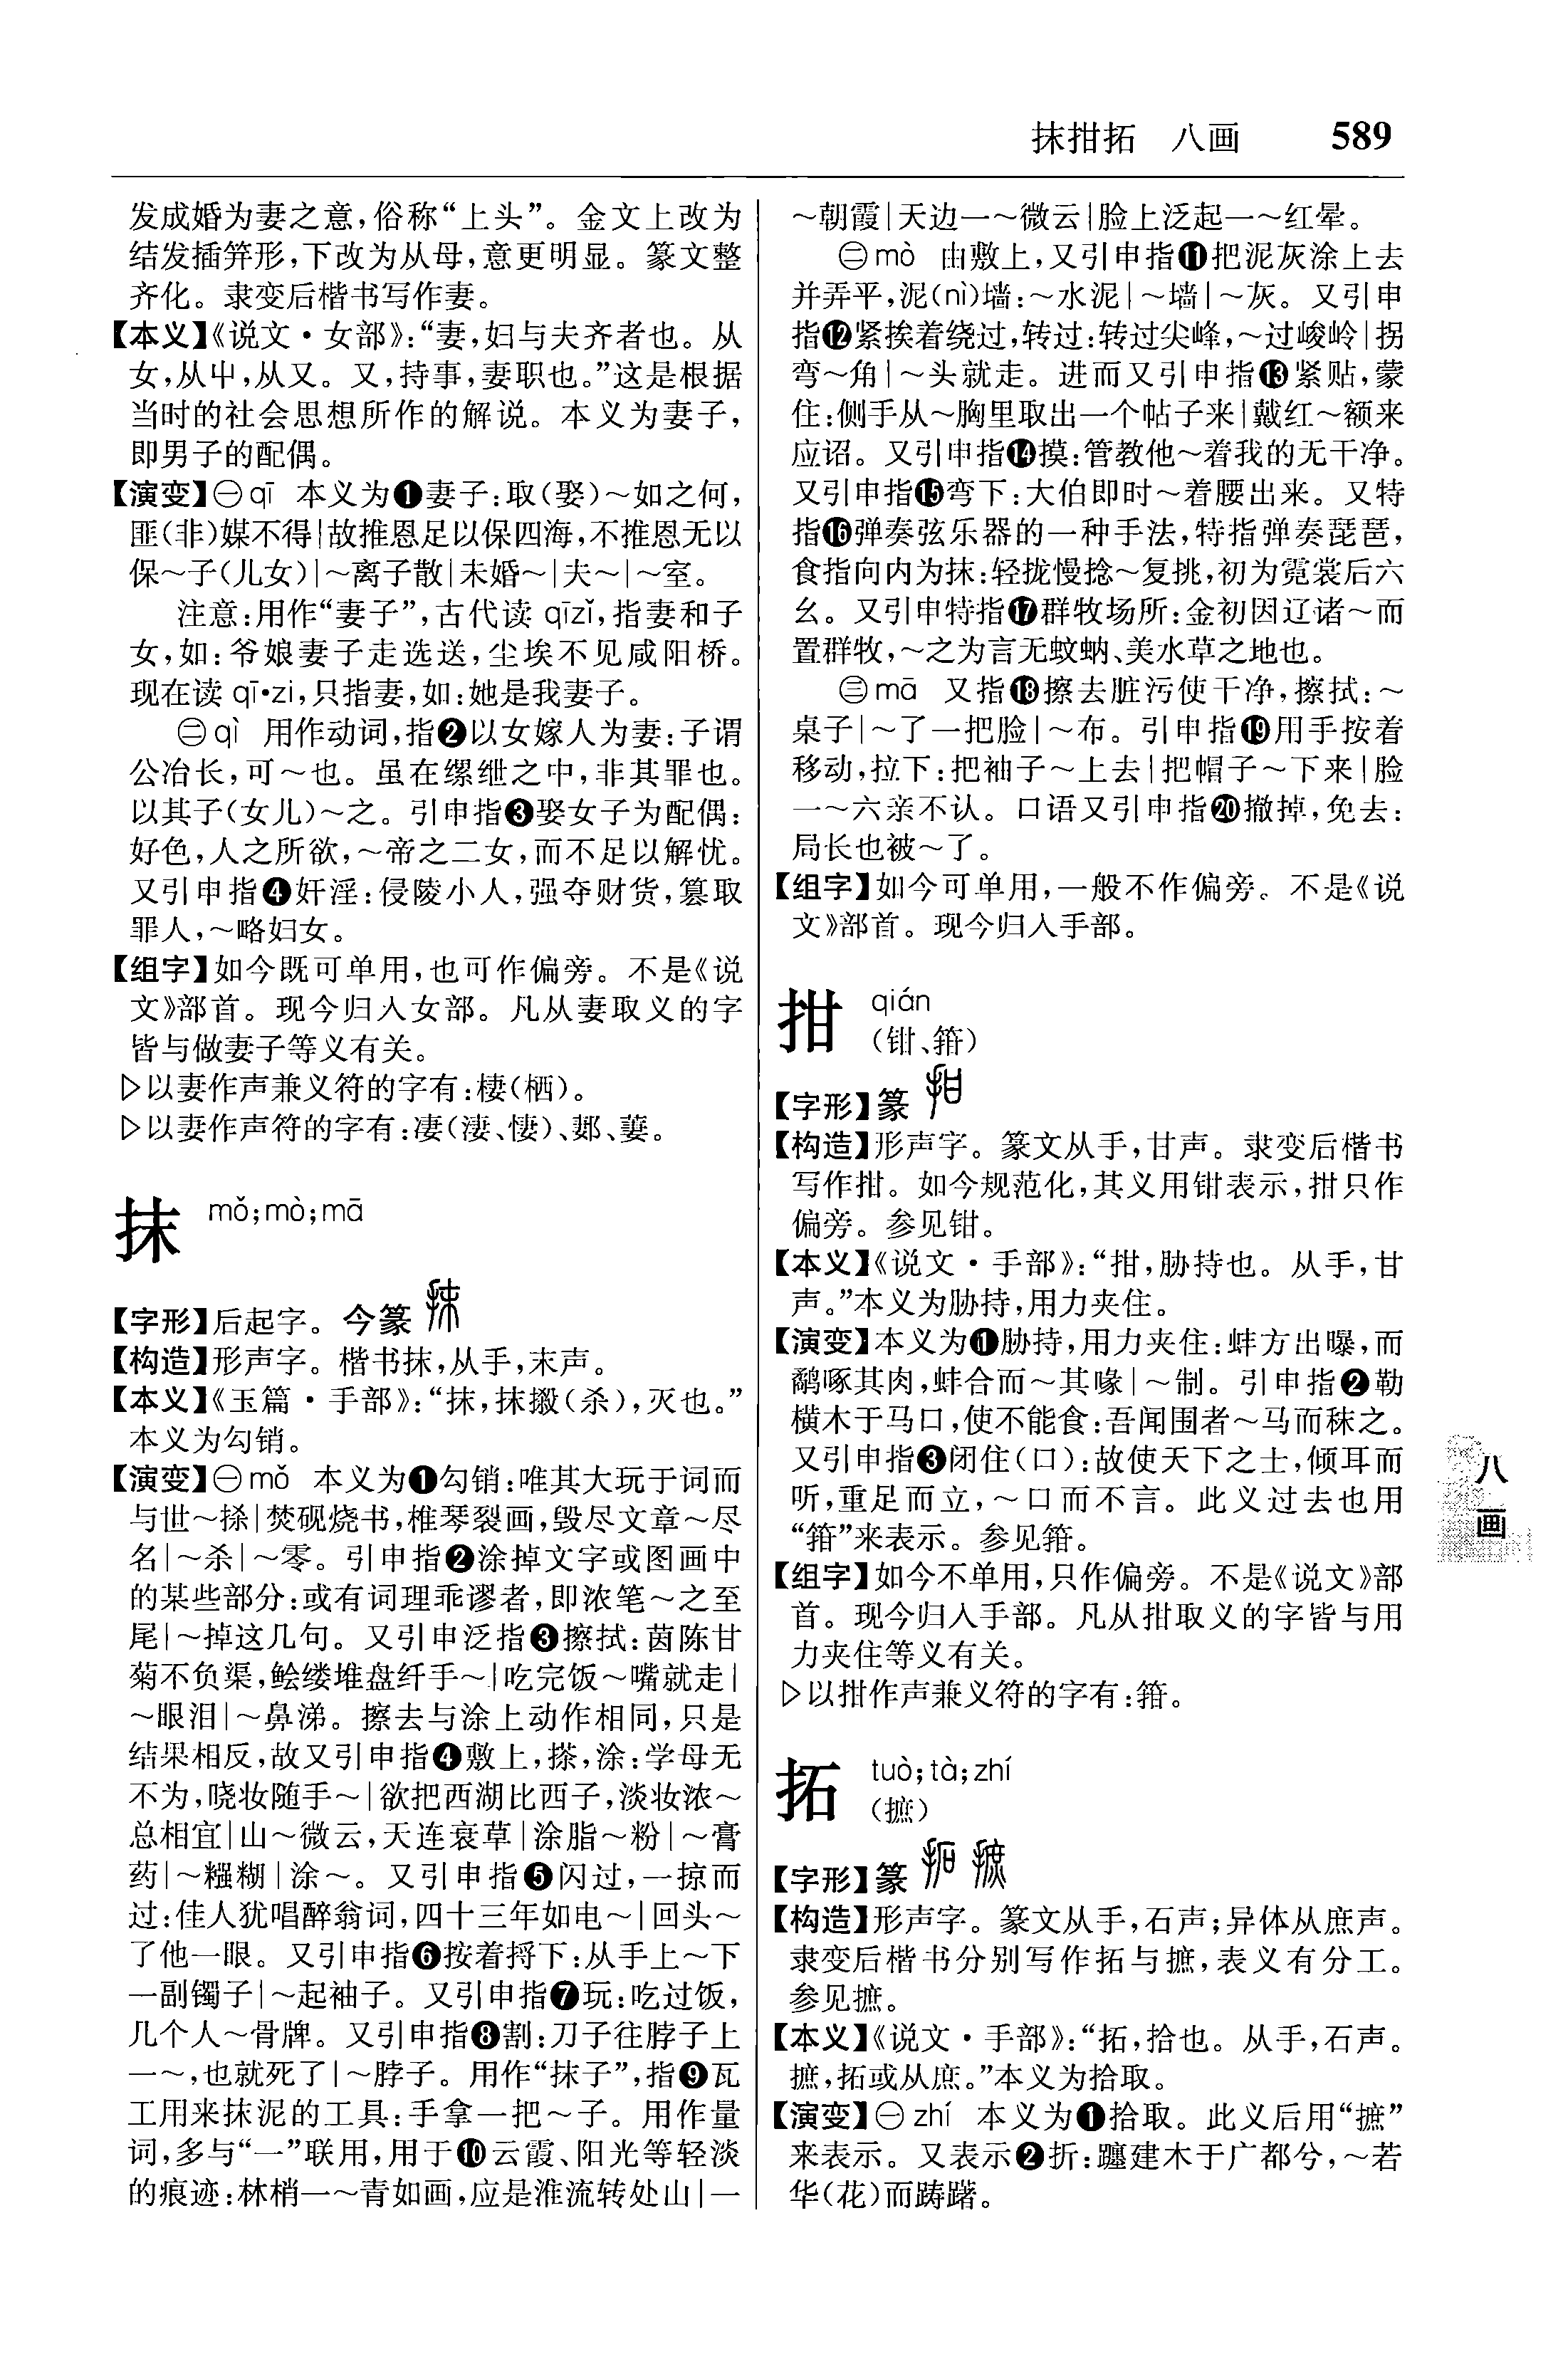 抹拑拓 八画 589
发成婚为妻之意,俗称“上头”。金文上改为
结发插笄形,下改为从母,意更明显。篆文整
齐化。隶变后楷书写作妻。
【本义】《说文·女部》:“妻,妇与夫齐者也。从
女,从屮,从又。又,持事,妻职也。”这是根据
当时的社会思想所作的解说。本义为妻子,
即男子的配偶。
【演变】㊀qī 本义为❶妻子:取(娶)~如之何,
匪(非)媒不得|故推恩足以保四海,不推恩无以
保~子(儿女)|~离子散|未婚~|夫~|~室。
注意:用作“妻子”,古代读 qīzǐ,指妻和子
女,如:爷娘妻子走选送,尘埃不见咸阳桥。
现在读 qī•zi,只指妻,如:她是我妻子。
㊁qì 用作动词,指❷以女嫁人为妻:子谓
公冶长,可~也。虽在缧绁之中,非其罪也。
以其子(女儿)~之。引申指❸娶女子为配偶:
好色,人之所欲,~帝之二女,而不足以解忧。
又引申指❹奸淫:侵陵小人,强夺财货,篡取
罪人,~略妇女。
【组字】如今既可单用,也可作偏旁。不是《说
文》部首。现今归入女部。凡从妻取义的字
皆与做妻子等义有关。
▷以妻作声兼义符的字有:棲(栖)。
▷以妻作声符的字有:凄(淒、悽)、郪、萋。
抹 mǒ;mò;mā
【字形】后起字。今篆
【构造】形声字。楷书抹,从手,末声。
【本义】《玉篇·手部》:“抹,抹摋(杀),灭也。”
本义为勾销。
【演变】㊀mǒ 本义为❶勾销:唯其大玩于词而
与世~摋|焚砚烧书,椎琴裂画,毁尽文章~尽
名|~杀|~零。引申指❷涂掉文字或图画中
的某些部分:或有词理乖谬者,即浓笔~之至
尾|~掉这几句。又引申泛指❸擦拭:茵陈甘
菊不负渠,鲙缕堆盘纤手~|吃完饭~嘴就走|
~眼泪|~鼻涕。擦去与涂上动作相同,只是
结果相反,故又引申指❹敷上,搽,涂:学母无
不为,晓妆随手~|欲把西湖比西子,淡妆浓~
总相宜|山~微云,天连衰草|涂脂~粉|~膏
药|~糨糊|涂~。又引申指❺闪过,一掠而
过:佳人犹唱醉翁词,四十三年如电~|回头~
了他一眼。又引申指❻按着捋下:从手上~下
一副镯子|~起袖子。又引申指❼玩:吃过饭,
几个人~骨牌。又引申指❽割:刀子往脖子上
一~,也就死了|~脖子。用作“抹子”,指❾瓦
工用来抹泥的工具:手拿一把~子。用作量
词,多与“一”联用,用于❿云霞、阳光等轻淡
的痕迹:林梢一~青如画,应是淮流转处山|一
~朝霞|天边一~微云|脸上泛起一~红晕。
㊁mò 由敷上,又引申指⓫把泥灰涂上去
并弄平,泥(nì)墙:~水泥|~墙|~灰。又引申
指⓬紧挨着绕过,转过:转过尖峰,~过峻岭|拐
弯~角|~头就走。进而又引申指⓭紧贴,蒙
住:侧手从~胸里取出一个帖子来|戴红~额来
应诏。又引申指⓮摸:管教他~着我的无干净。
又引申指⓯弯下:大伯即时~着腰出来。又特
指⓰弹奏弦乐器的一种手法,特指弹奏琵琶,
食指向内为抹:轻拢慢捻~复挑,初为霓裳后六
幺。又引申特指⓱群牧场所:金初因辽诸~而
置群牧,~之为言无蚊蚋、美水草之地也。
㊂mā 又指⓲擦去脏污使干净,擦拭:~
桌子|~了一把脸|~布。引申指⓳用手按着
移动,拉下:把袖子~上去|把帽子~下来|脸
一~六亲不认。口语又引申指⓴撤掉,免去:
局长也被~了。
【组字】如今可单用,一般不作偏旁。不是《说
文》部首。现今归入手部。
拑 qián
(钳、箝)
【字形】篆
【构造】形声字。篆文从手,甘声。隶变后楷书
写作拑。如今规范化,其义用钳表示,拑只作
偏旁。参见钳。
【本义】《说文·手部》:“拑,胁持也。从手,甘
声。”本义为胁持,用力夹住。
【演变】本义为❶胁持,用力夹住:蚌方出曝,而
鹬啄其肉,蚌合而~其喙|~制。引申指❷勒
横木于马口,使不能食:吾闻围者~马而秣之。
又引申指❸闭住(口):故使天下之士,倾耳而
听,重足而立,~口而不言。此义过去也用
“箝”来表示。参见箝。
【组字】如今不单用,只作偏旁。不是《说文》部
首。现今归入手部。凡从拑取义的字皆与用
力夹住等义有关。
▷以拑作声兼义符的字有:箝。
拓 tuò;tà;zhí
(摭)
【字形】篆
【构造】形声字。篆文从手,石声;异体从庶声。
隶变后楷书分别写作拓与摭,表义有分工。
参见摭。
【本义】《说文·手部》:“拓,拾也。从手,石声。
摭,拓或从庶。”本义为拾取。
【演变】㊀zhí 本义为❶拾取。此义后用“摭”
来表示。又表示❷折:躔建木于广都兮,~若
华(花)而踌躇。
八画